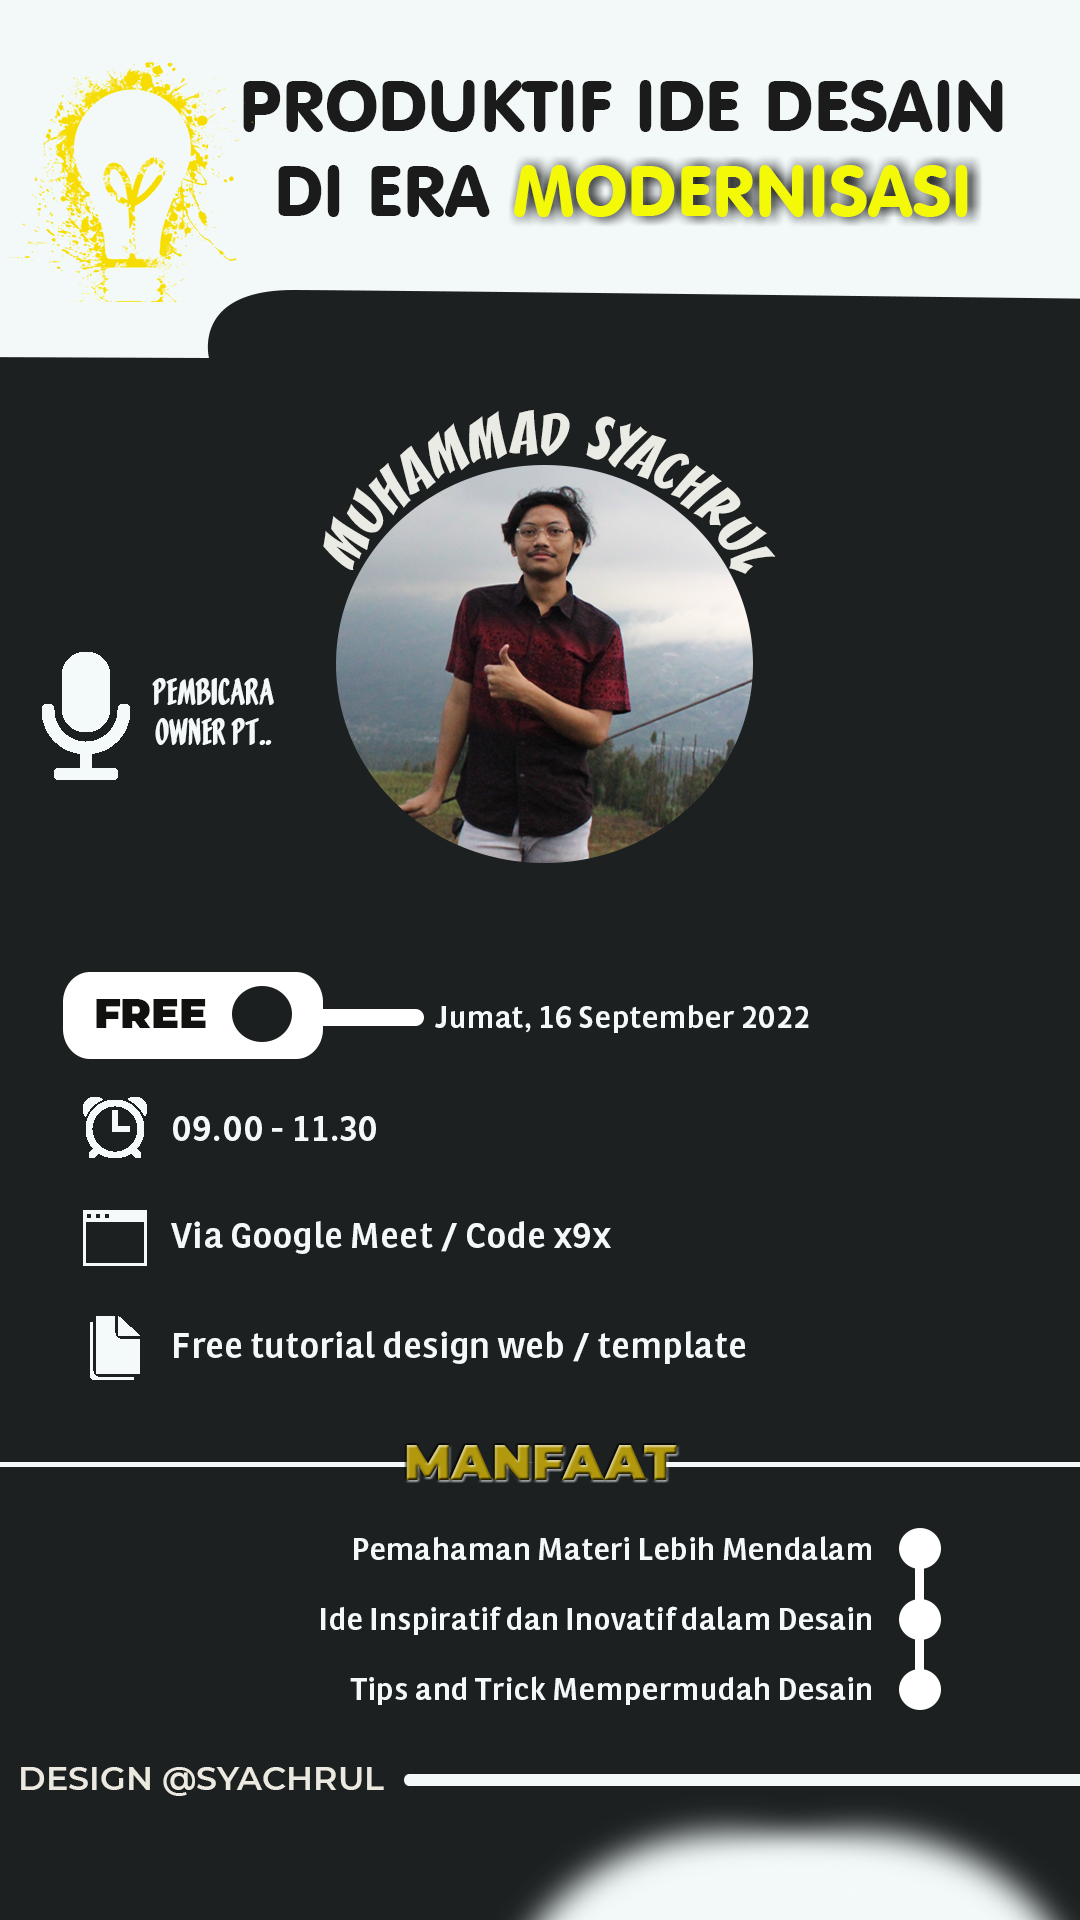 PRODUKTIF IDE DESAIN
DI ERA MODERNISASI
MUHAMMAD SYACHRUL
PEMBICARA
OWNER PT..
FREE
Jumat, 16 September 2022
09.00 - 11.30
Via Google Meet / Code x9x
Free tutorial design web / template
MANFAAT
Pemahaman Materi Lebih Mendalam
Ide Inspiratif dan Inovatif dalam Desain
Tips and Trick Mempermudah Desain
DESIGN @SYACHRUL